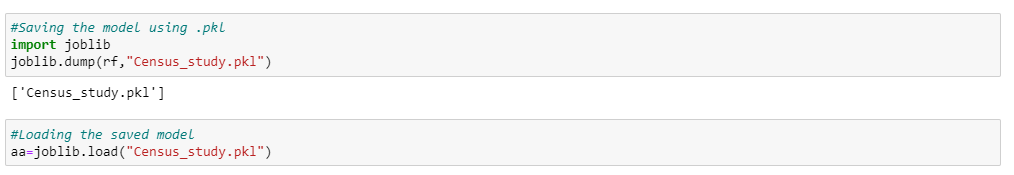 #Saving the model using .pkl
import joblib
joblib.dump(rf,"Census_study.pkl")
['Census_study.pkl']
#Loading the saved model
aa=joblib.load("Census_study.pkl")